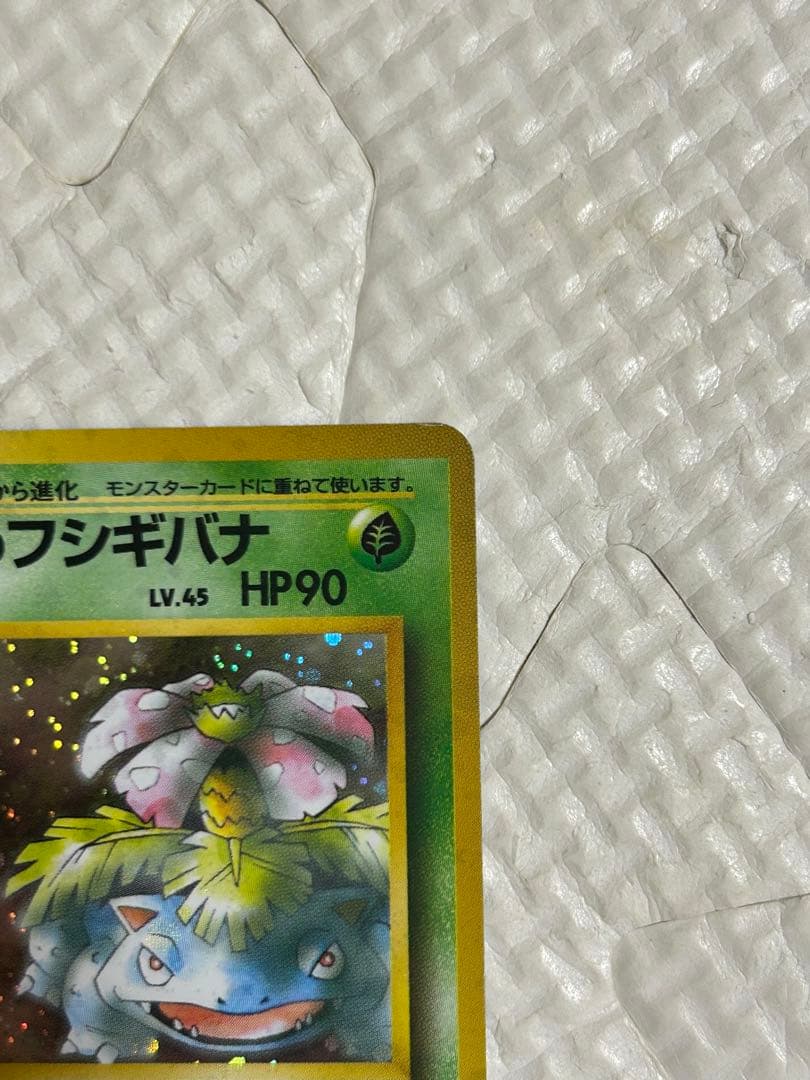 から進化 モンスターカードに重ねて使います。
フシギバナ
LV.45 HP90